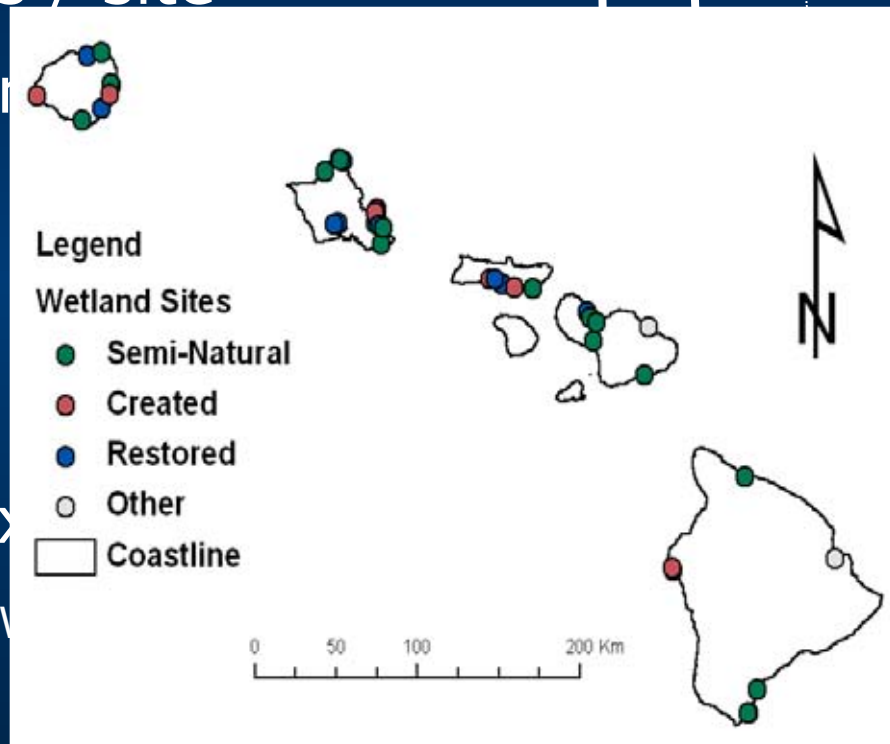 Legend
Wetland Sites
Semi-Natural
Created
Restored
Other
Coastline
N
0 50 100 200 Km